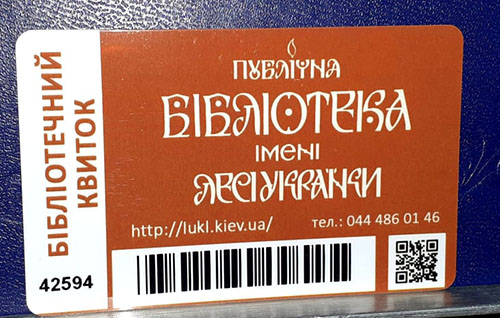 БІБЛІОТЕЧНИЙ
КВИТОК
42594
ПУБЛІЧНА
БІБЛІОТЕКА
ІМЕНІ
ЛЕСІ УКРАЇНКИ
http://lukl.kiev.ua/
тел.: 044 486 01 46